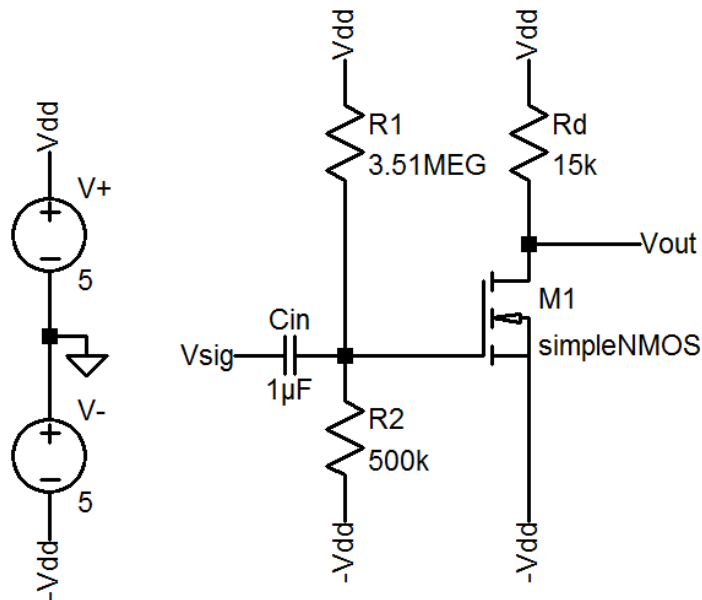 Vdd
V+
5
V-
5
-Vdd
Vdd
R1
3.51MEG
Vsig
Cin
1µF
R2
500k
-Vdd
Vdd
Rd
15k
Vout
M1
simpleNMOS
-Vdd